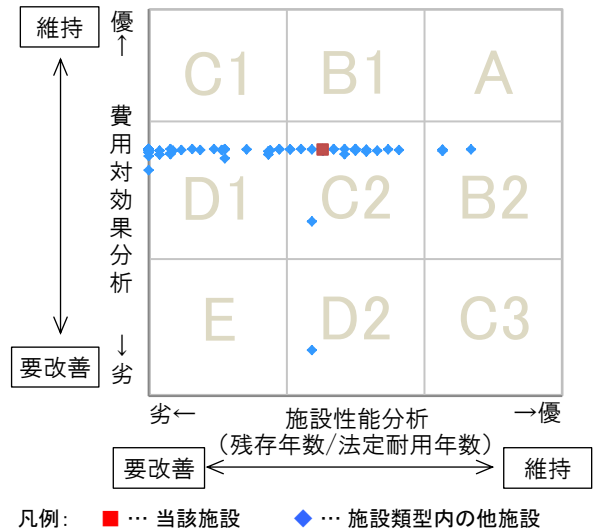 維持
優
↑
費用対効果分析
↓
劣
要改善
C1 B1 A
D1 C2 B2
E D2 C3
劣← 施設性能分析 →優
（残存年数/法定耐用年数）
要改善 維持
凡例： ■ … 当該施設 ◆ … 施設類型内の他施設